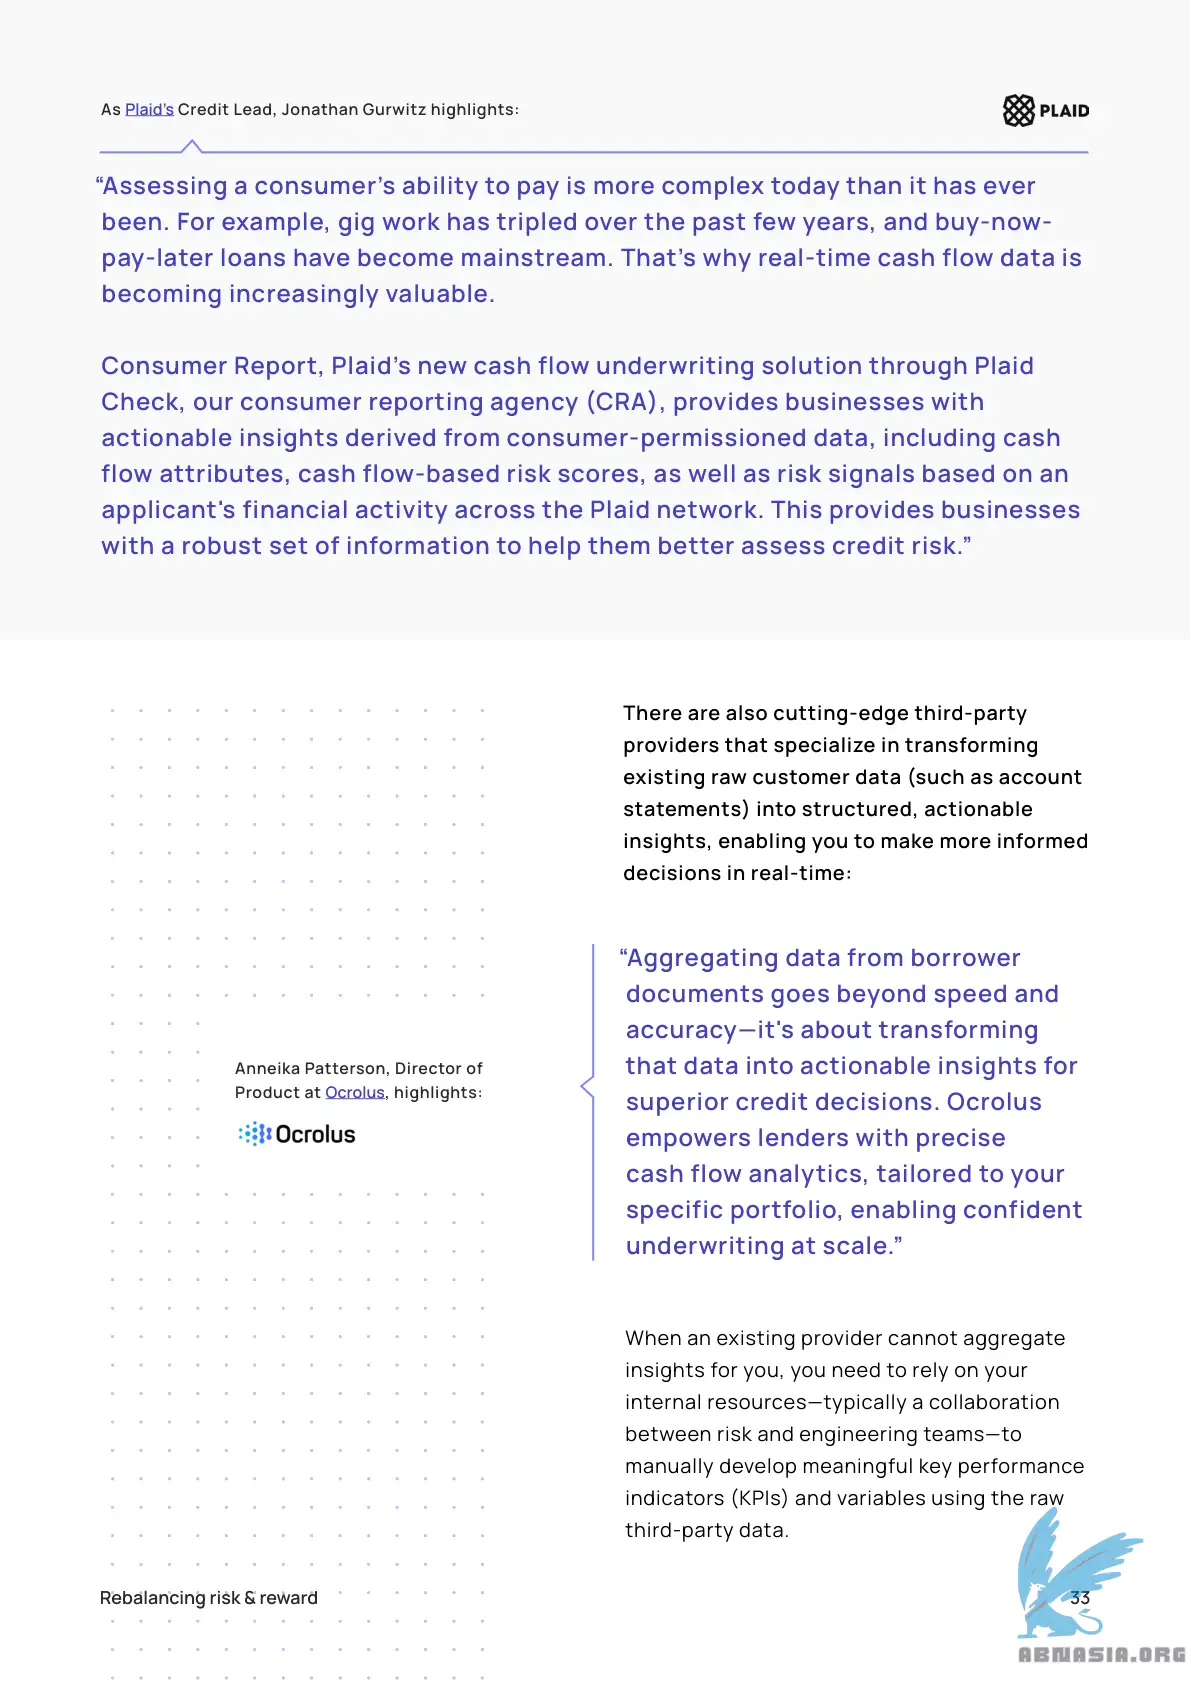 As Plaid's Credit Lead, Jonathan Gurwitz highlights:
PLAID
“Assessing a consumer’s ability to pay is more complex today than it has ever
been. For example, gig work has tripled over the past few years, and buy-now-
pay-later loans have become mainstream. That’s why real-time cash flow data is
becoming increasingly valuable.
Consumer Report, Plaid’s new cash flow underwriting solution through Plaid
Check, our consumer reporting agency (CRA), provides businesses with
actionable insights derived from consumer-permissioned data, including cash
flow attributes, cash flow-based risk scores, as well as risk signals based on an
applicant's financial activity across the Plaid network. This provides businesses
with a robust set of information to help them better assess credit risk.”
There are also cutting-edge third-party
providers that specialize in transforming
existing raw customer data (such as account
statements) into structured, actionable
insights, enabling you to make more informed
decisions in real-time:
Anneika Patterson, Director of
Product at Ocrolus, highlights:
Ocrolus
“Aggregating data from borrower
documents goes beyond speed and
accuracy—it's about transforming
that data into actionable insights for
superior credit decisions. Ocrolus
empowers lenders with precise
cash flow analytics, tailored to your
specific portfolio, enabling confident
underwriting at scale.”
When an existing provider cannot aggregate
insights for you, you need to rely on your
internal resources—typically a collaboration
between risk and engineering teams—to
manually develop meaningful key performance
indicators (KPIs) and variables using the raw
third-party data.
Rebalancing risk & reward
33
ABNASIA.ORG